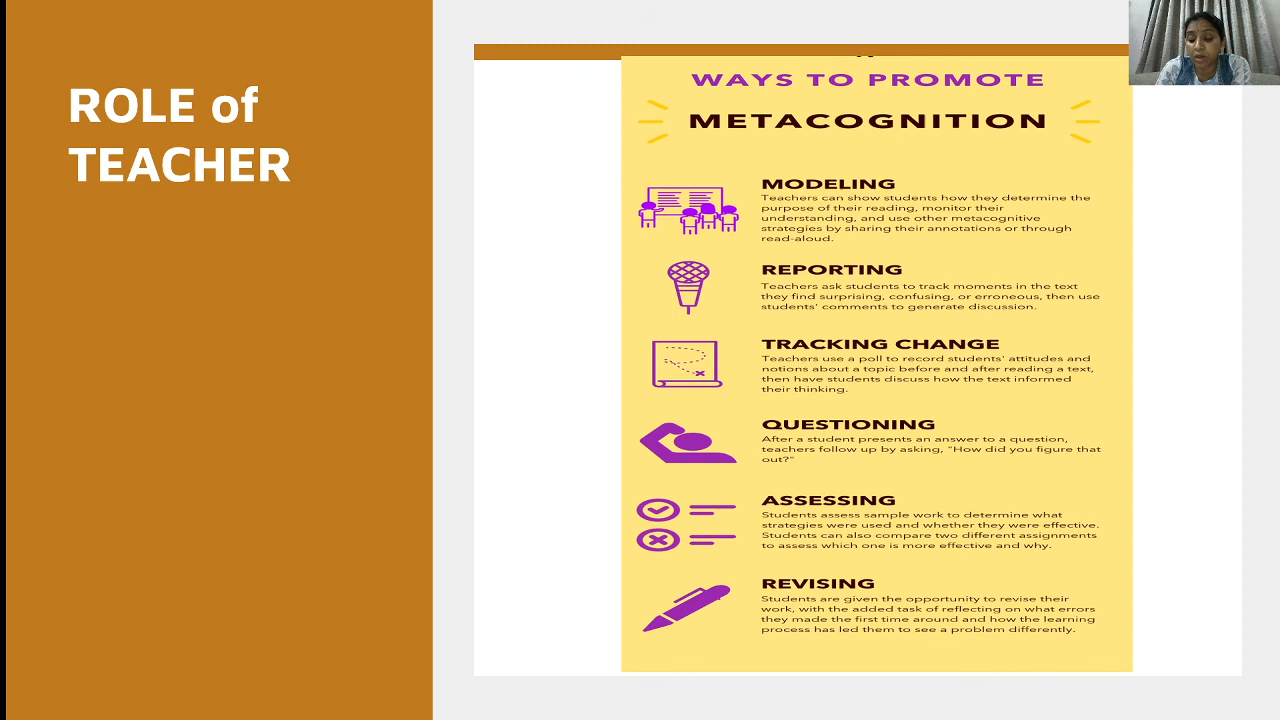 ROLE of
TEACHER
WAYS TO PROMOTE
METACOGNITION
MODELING
Teachers can show students how they determine the
purpose of their reading, monitor their
understanding, and use other metacognitive
strategies by sharing their annotations or through
read-aloud.
REPORTING
Teachers ask students to track moments in the text
they find surprising, confusing, or erroneous, then use
students' comments to generate discussion.
TRACKING CHANGE
Teachers use a poll to record students' attitudes and
notions about a topic before and after reading a text,
then have students discuss how the text informed
their thinking.
QUESTIONING
After a student presents an answer to a question,
teachers follow up by asking, "How did you figure that
out?"
ASSESSING
Students assess sample work to determine what
strategies were used and whether they were effective.
Students can also compare two different assignments
to assess which one is more effective and why.
REVISING
Students are given the opportunity to revise their
work, with the added task of reflecting on what errors
they made the first time around and how the learning
process has led them to see a problem differently.